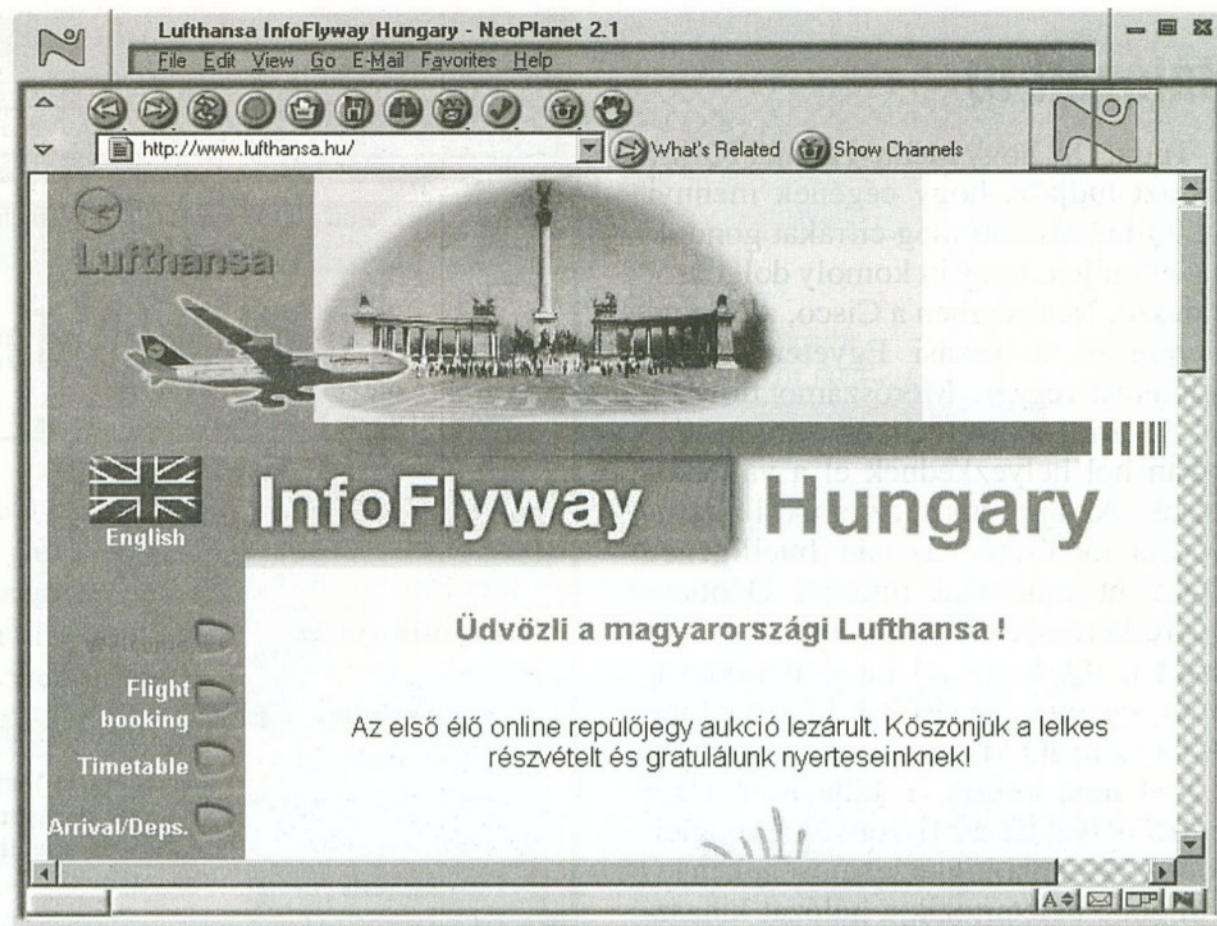 Lufthansa InfoFlyway Hungary - NeoPlanet 2.1
File Edit View Go E-Mail Favorites Help
http://www.lufthansa.hu/
What's Related
Show Channels
Lufthansa
English
InfoFlyway Hungary
Üdvözli a magyarországi Lufthansa !
Flight
booking
Timetable
Arrival/Deps.
Az első élő online repülőjegy aukció lezárult. Köszönjük a lelkes
részvételt és gratulálunk nyerteseinknek!